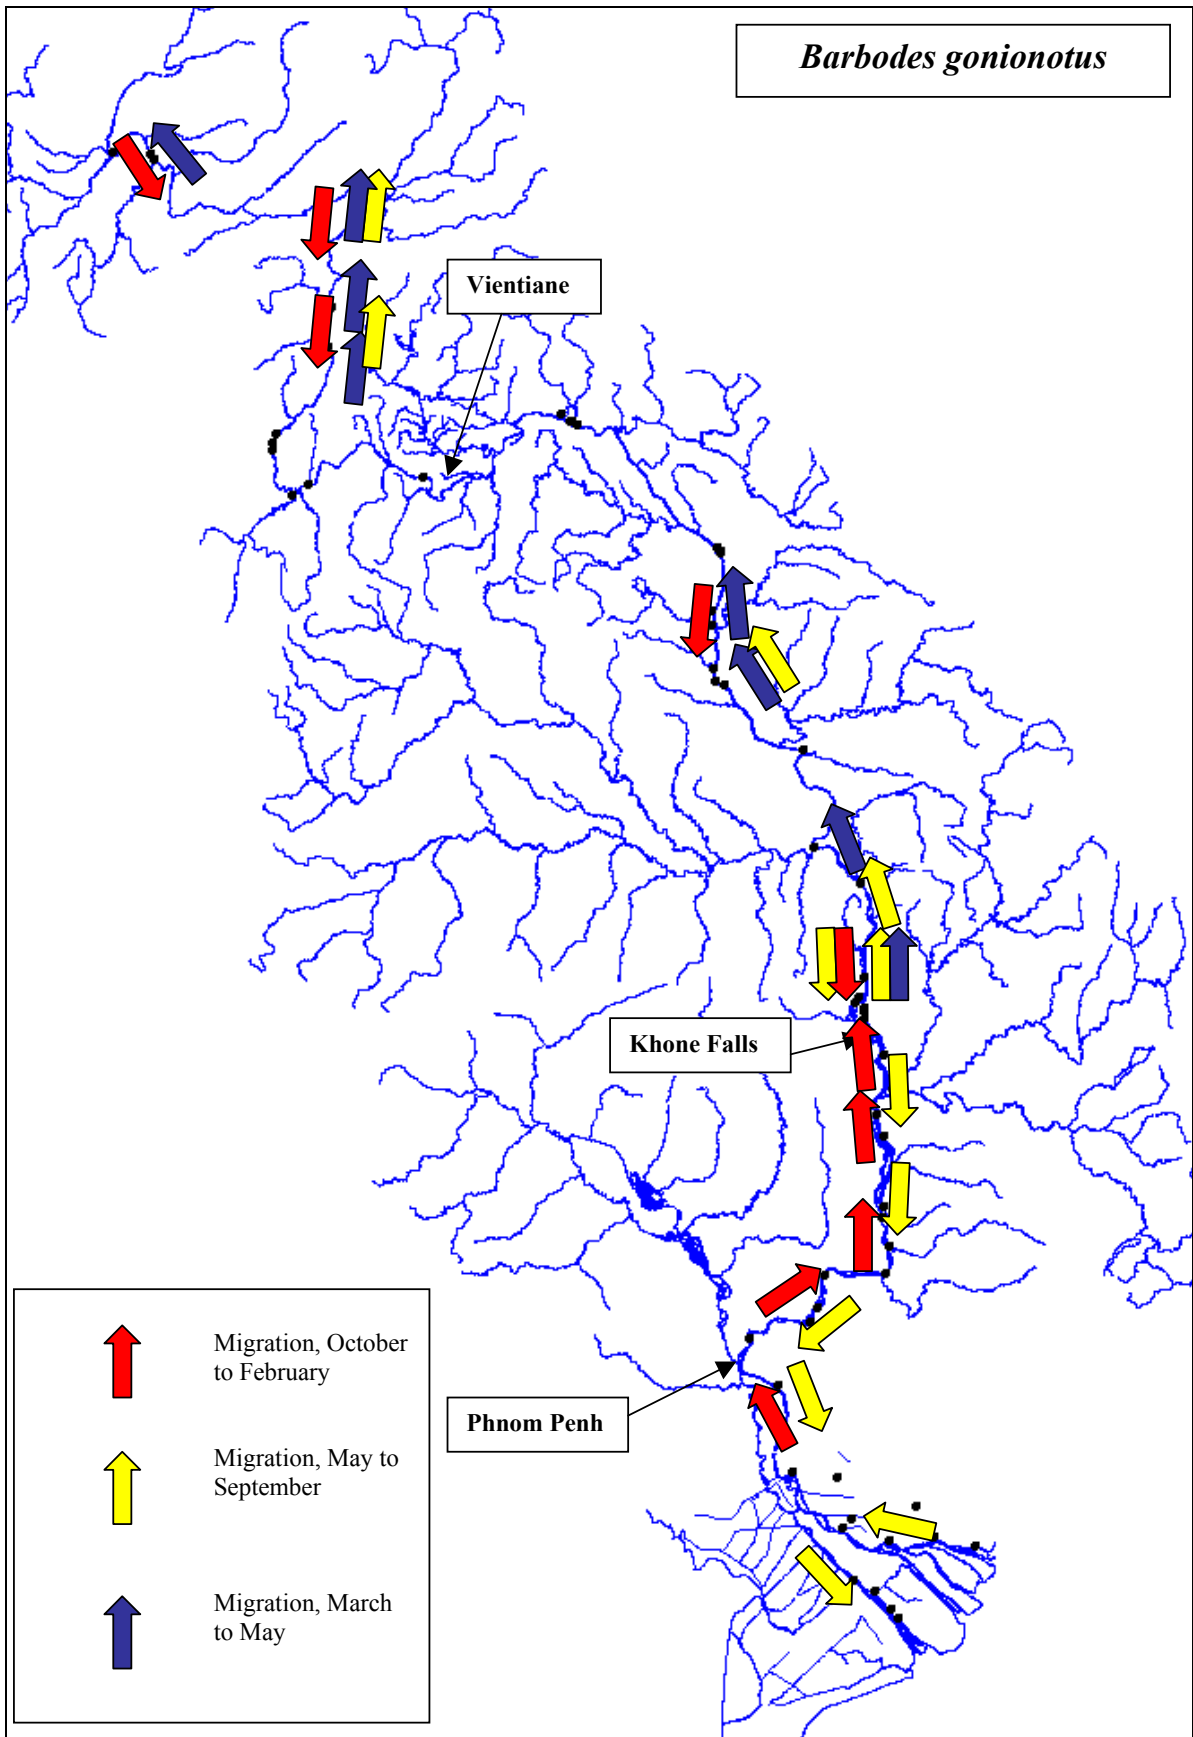 Barbodes gonionotus
Vientiane
Khone Falls
Phnom Penh
Migration, October
to February
Migration, May to
September
Migration, March
to May